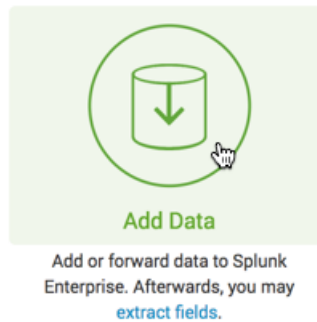 Add Data
Add or forward data to Splunk
Enterprise. Afterwards, you may
extract fields.